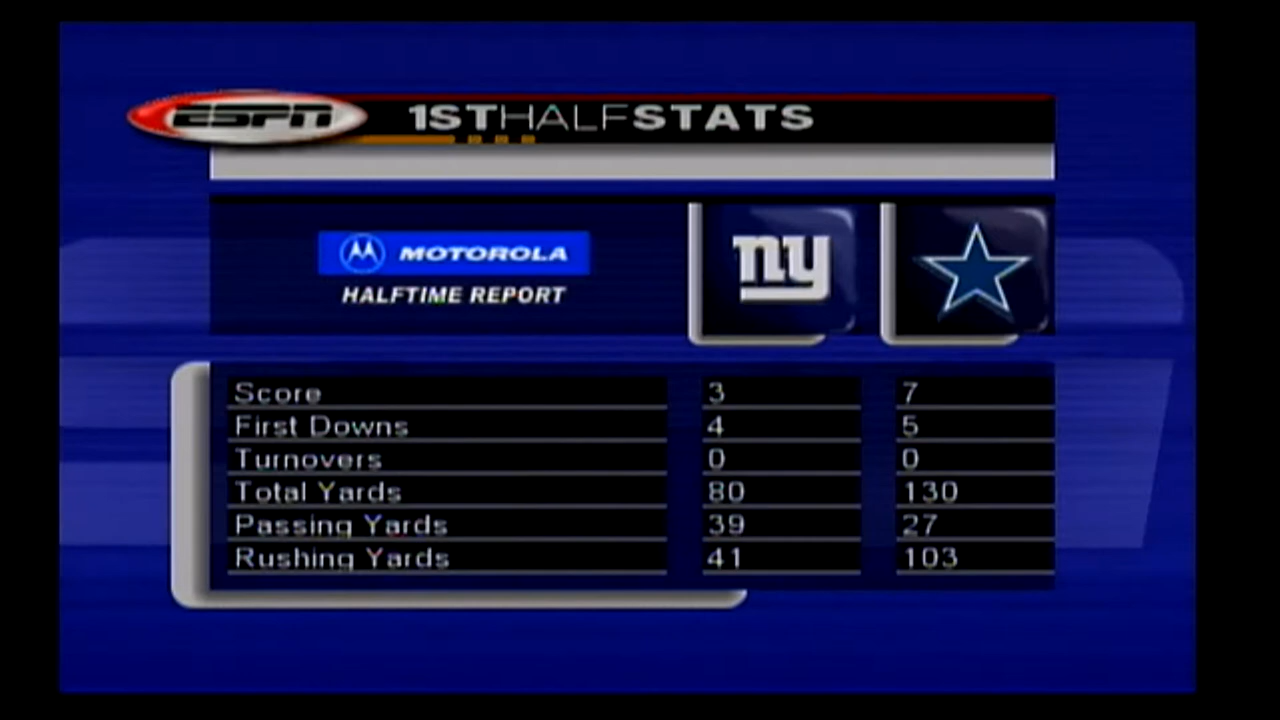 ESPN 1STHALFSTATS
MOTOROLA
HALFTIME REPORT
ny
Score 3 7
First Downs 4 5
Turnovers 0 0
Total Yards 80 130
Passing Yards 39 27
Rushing Yards 41 103